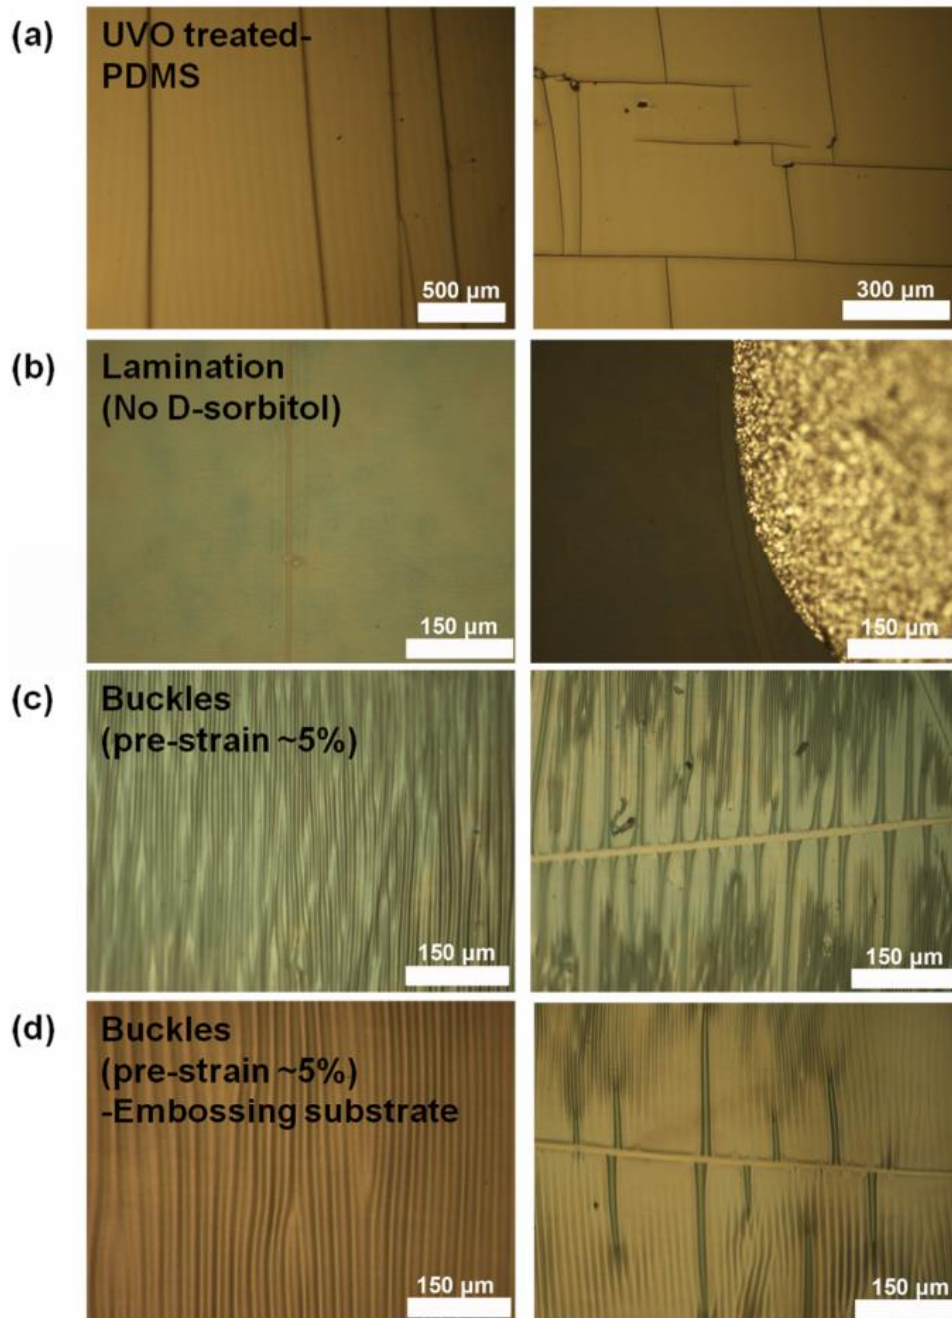 (a)
UVO treated-
PDMS
500 µm
300 µm
(b)
Lamination
(No D-sorbitol)
150 µm
150 µm
(c)
Buckles
(pre-strain ~5%)
150 µm
150 µm
(d)
Buckles
(pre-strain ~5%)
-Embossing substrate
150 µm
150 µm